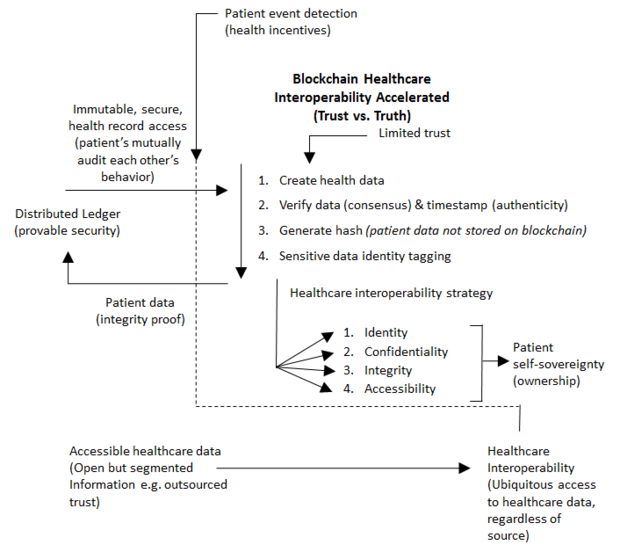 Patient event detection
(health incentives)
Blockchain Healthcare
Interoperability Accelerated
(Trust vs. Truth)
Limited trust
Immutable, secure,
health record access
(patient's mutually
audit each other's
behavior)
1. Create health data
2. Verify data (consensus) & timestamp (authenticity)
3. Generate hash (patient data not stored on blockchain)
4. Sensitive data identity tagging
Distributed Ledger
(provable security)
Patient data
(integrity proof)
Healthcare interoperability strategy
1. Identity
2. Confidentiality
3. Integrity
4. Accessibility
Patient
self-sovereignty
(ownership)
Accessible healthcare data
(Open but segmented
Information e.g. outsourced
trust)
Healthcare
Interoperability
(Ubiquitous access
to healthcare data,
regardless of
source)